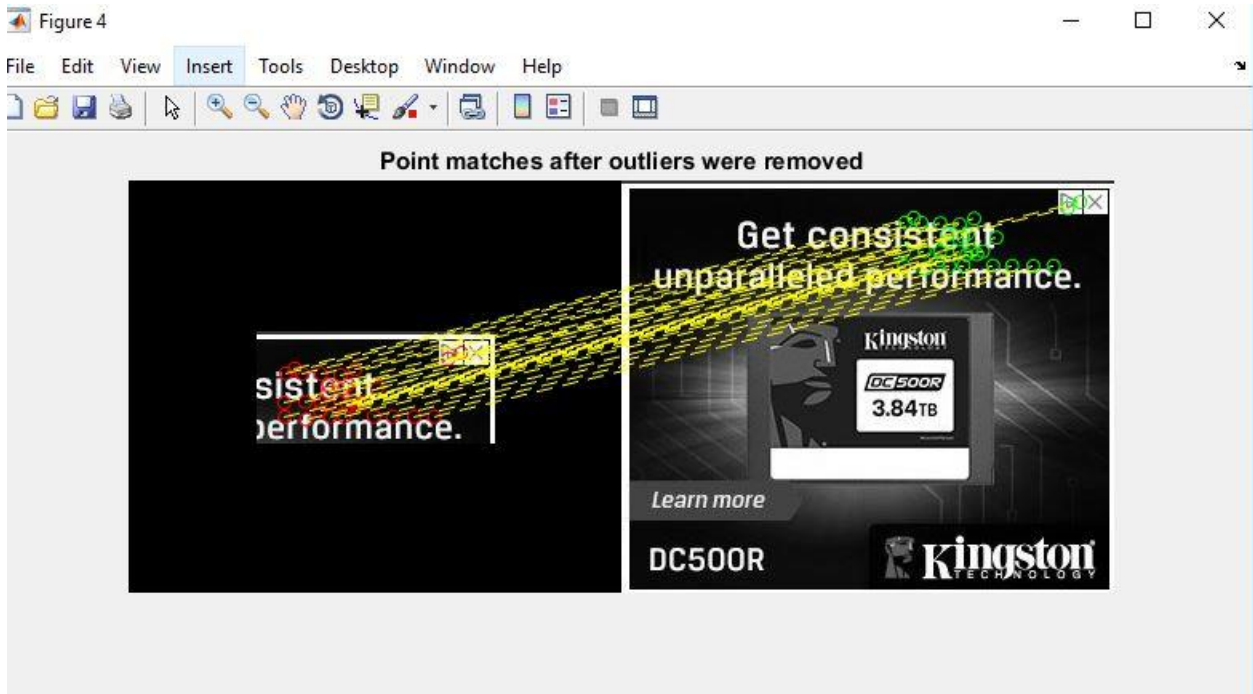 Figure 4
File Edit View Insert Tools Desktop Window Help
Point matches after outliers were removed
sistent
performance.
Get consistent
unparalleled performance.
Kingston
TECHNOLOGY
DC500R
3.84TB
Learn more
DC500R
Kingston
TECHNOLOGY